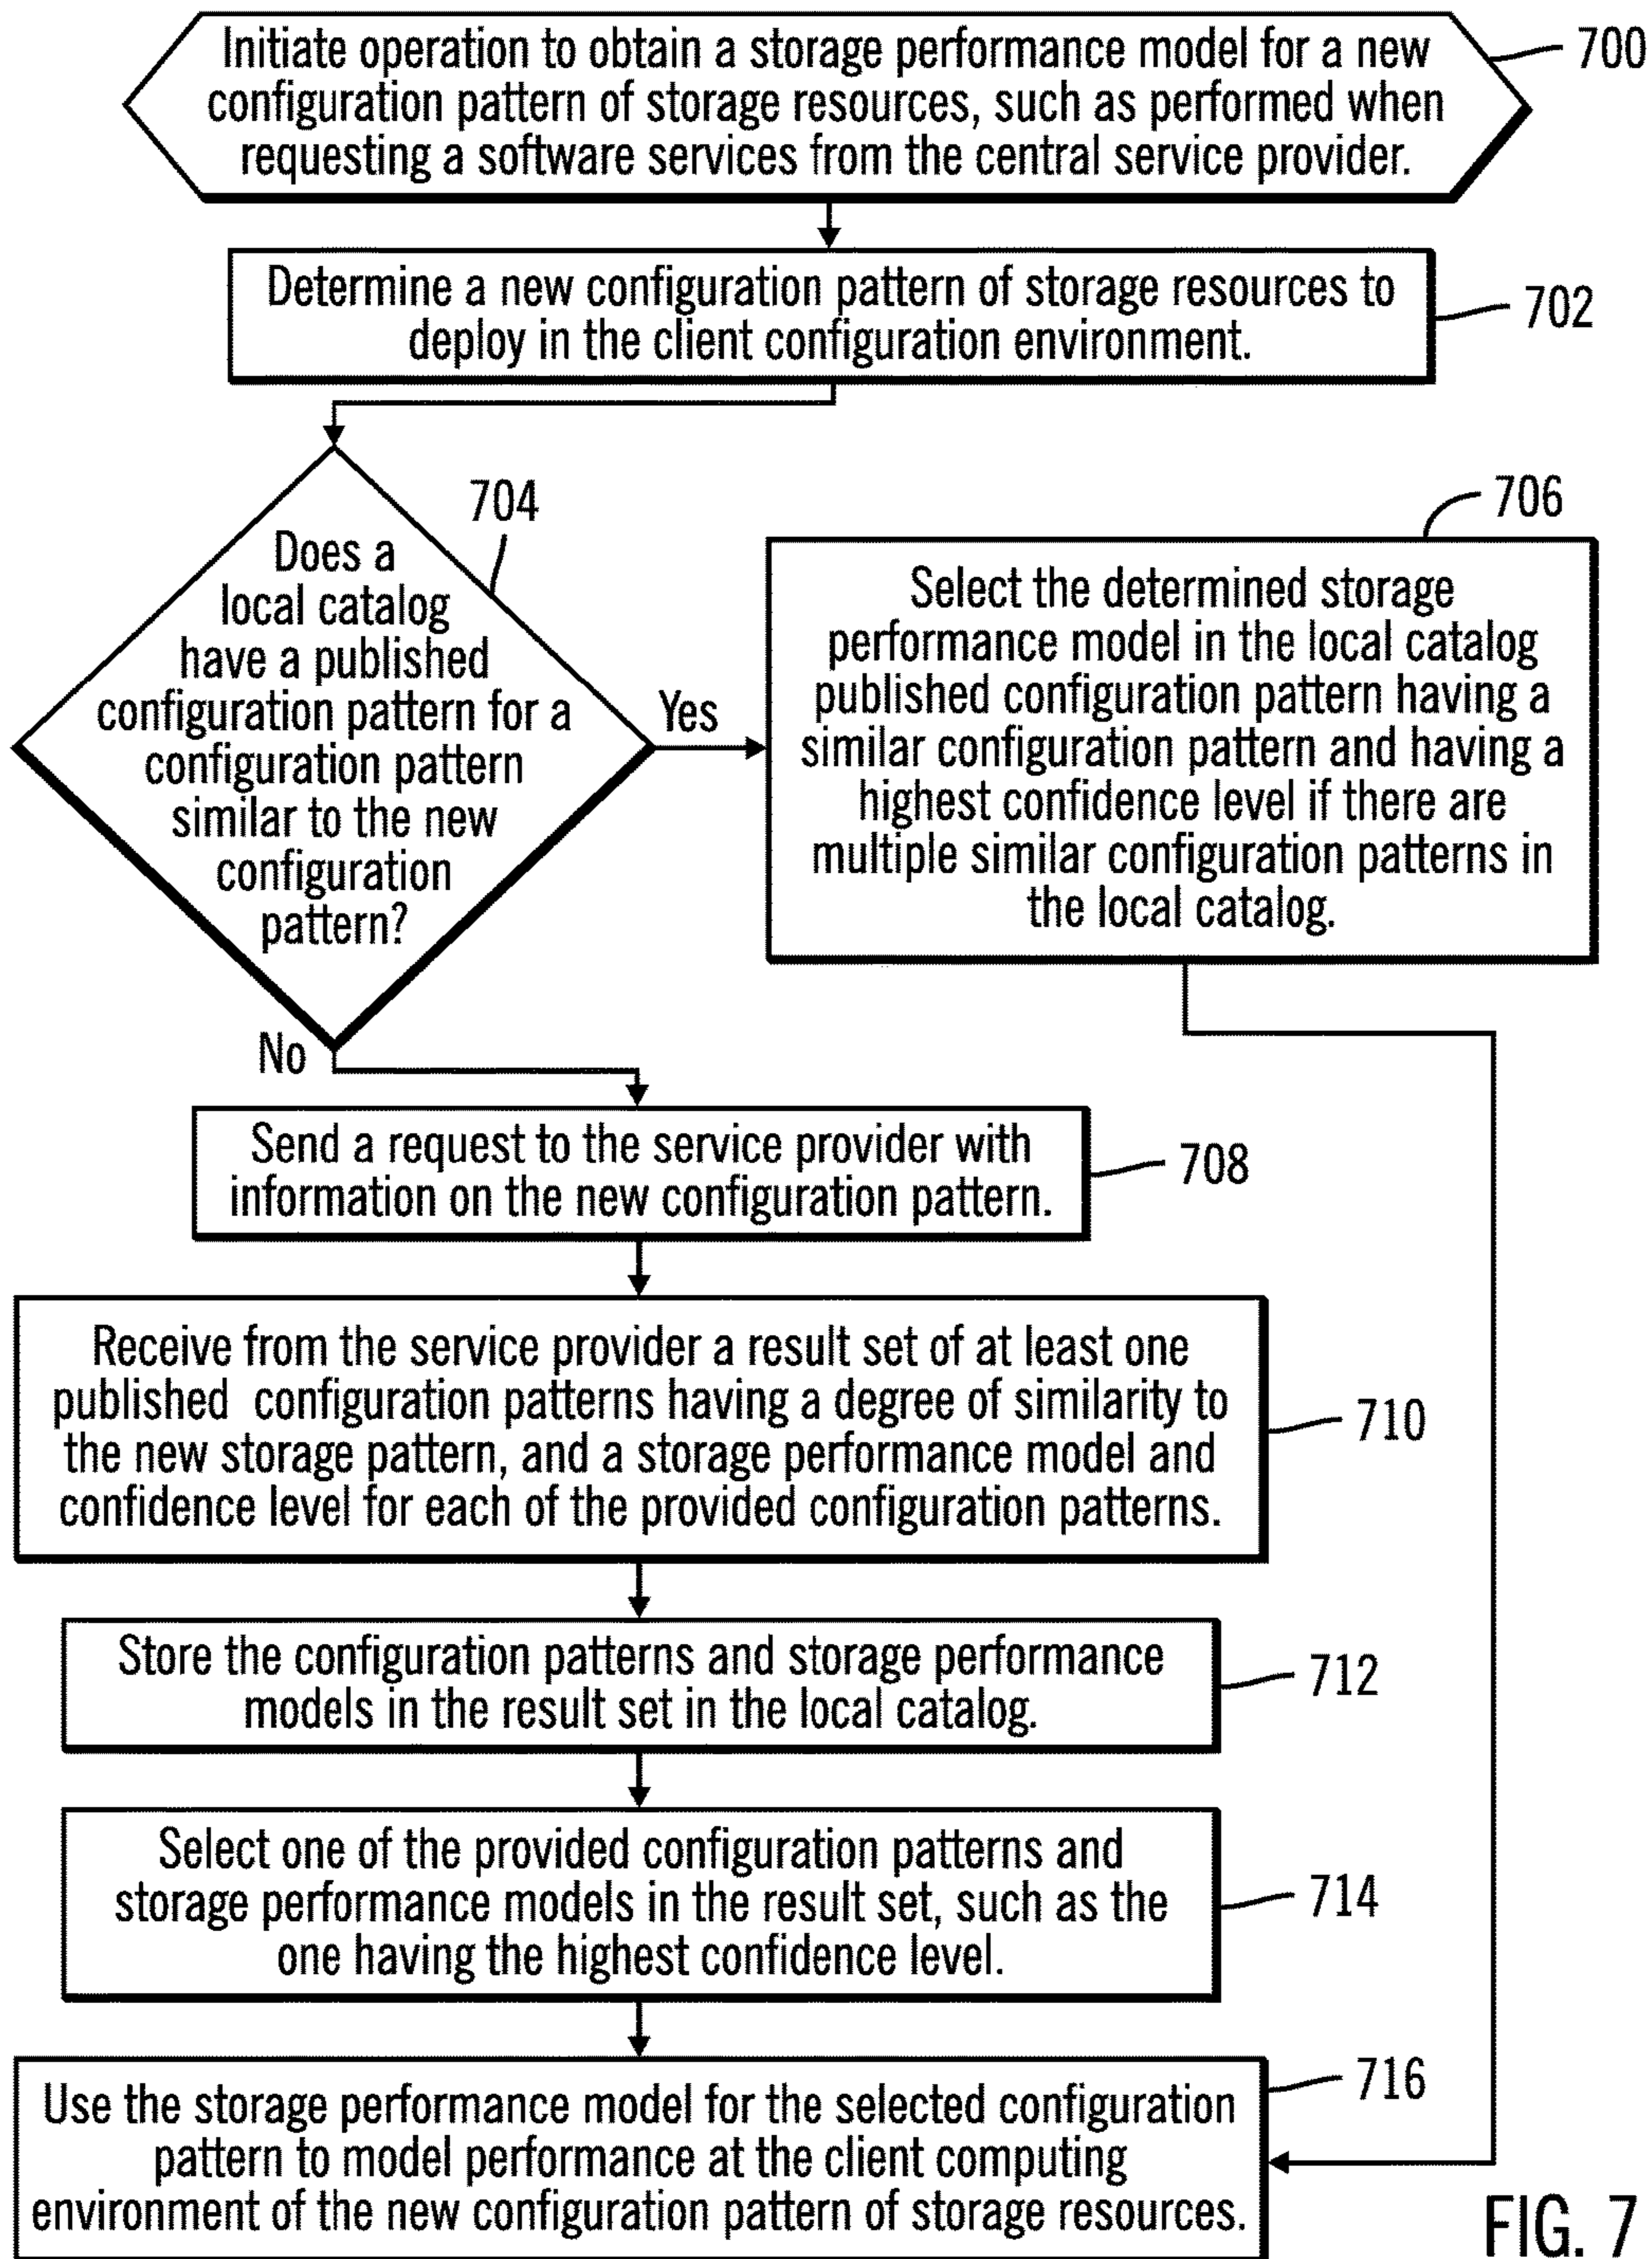 Initiate operation to obtain a storage performance model for a new
configuration pattern of storage resources, such as performed when
requesting a software services from the central service provider.
700
Determine a new configuration pattern of storage resources to
deploy in the client configuration environment.
702
704
Does a
local catalog
have a published
configuration pattern for a
configuration pattern
similar to the new
configuration
pattern?
Yes
No
706
Select the determined storage
performance model in the local catalog
published configuration pattern having a
similar configuration pattern and having a
highest confidence level if there are
multiple similar configuration patterns in
the local catalog.
Send a request to the service provider with
information on the new configuration pattern.
708
Receive from the service provider a result set of at least one
published configuration patterns having a degree of similarity to
the new storage pattern, and a storage performance model and
confidence level for each of the provided configuration patterns.
710
Store the configuration patterns and storage performance
models in the result set in the local catalog.
712
Select one of the provided configuration patterns and
storage performance models in the result set, such as the
one having the highest confidence level.
714
Use the storage performance model for the selected configuration
pattern to model performance at the client computing
environment of the new configuration pattern of storage resources.
716
FIG. 7